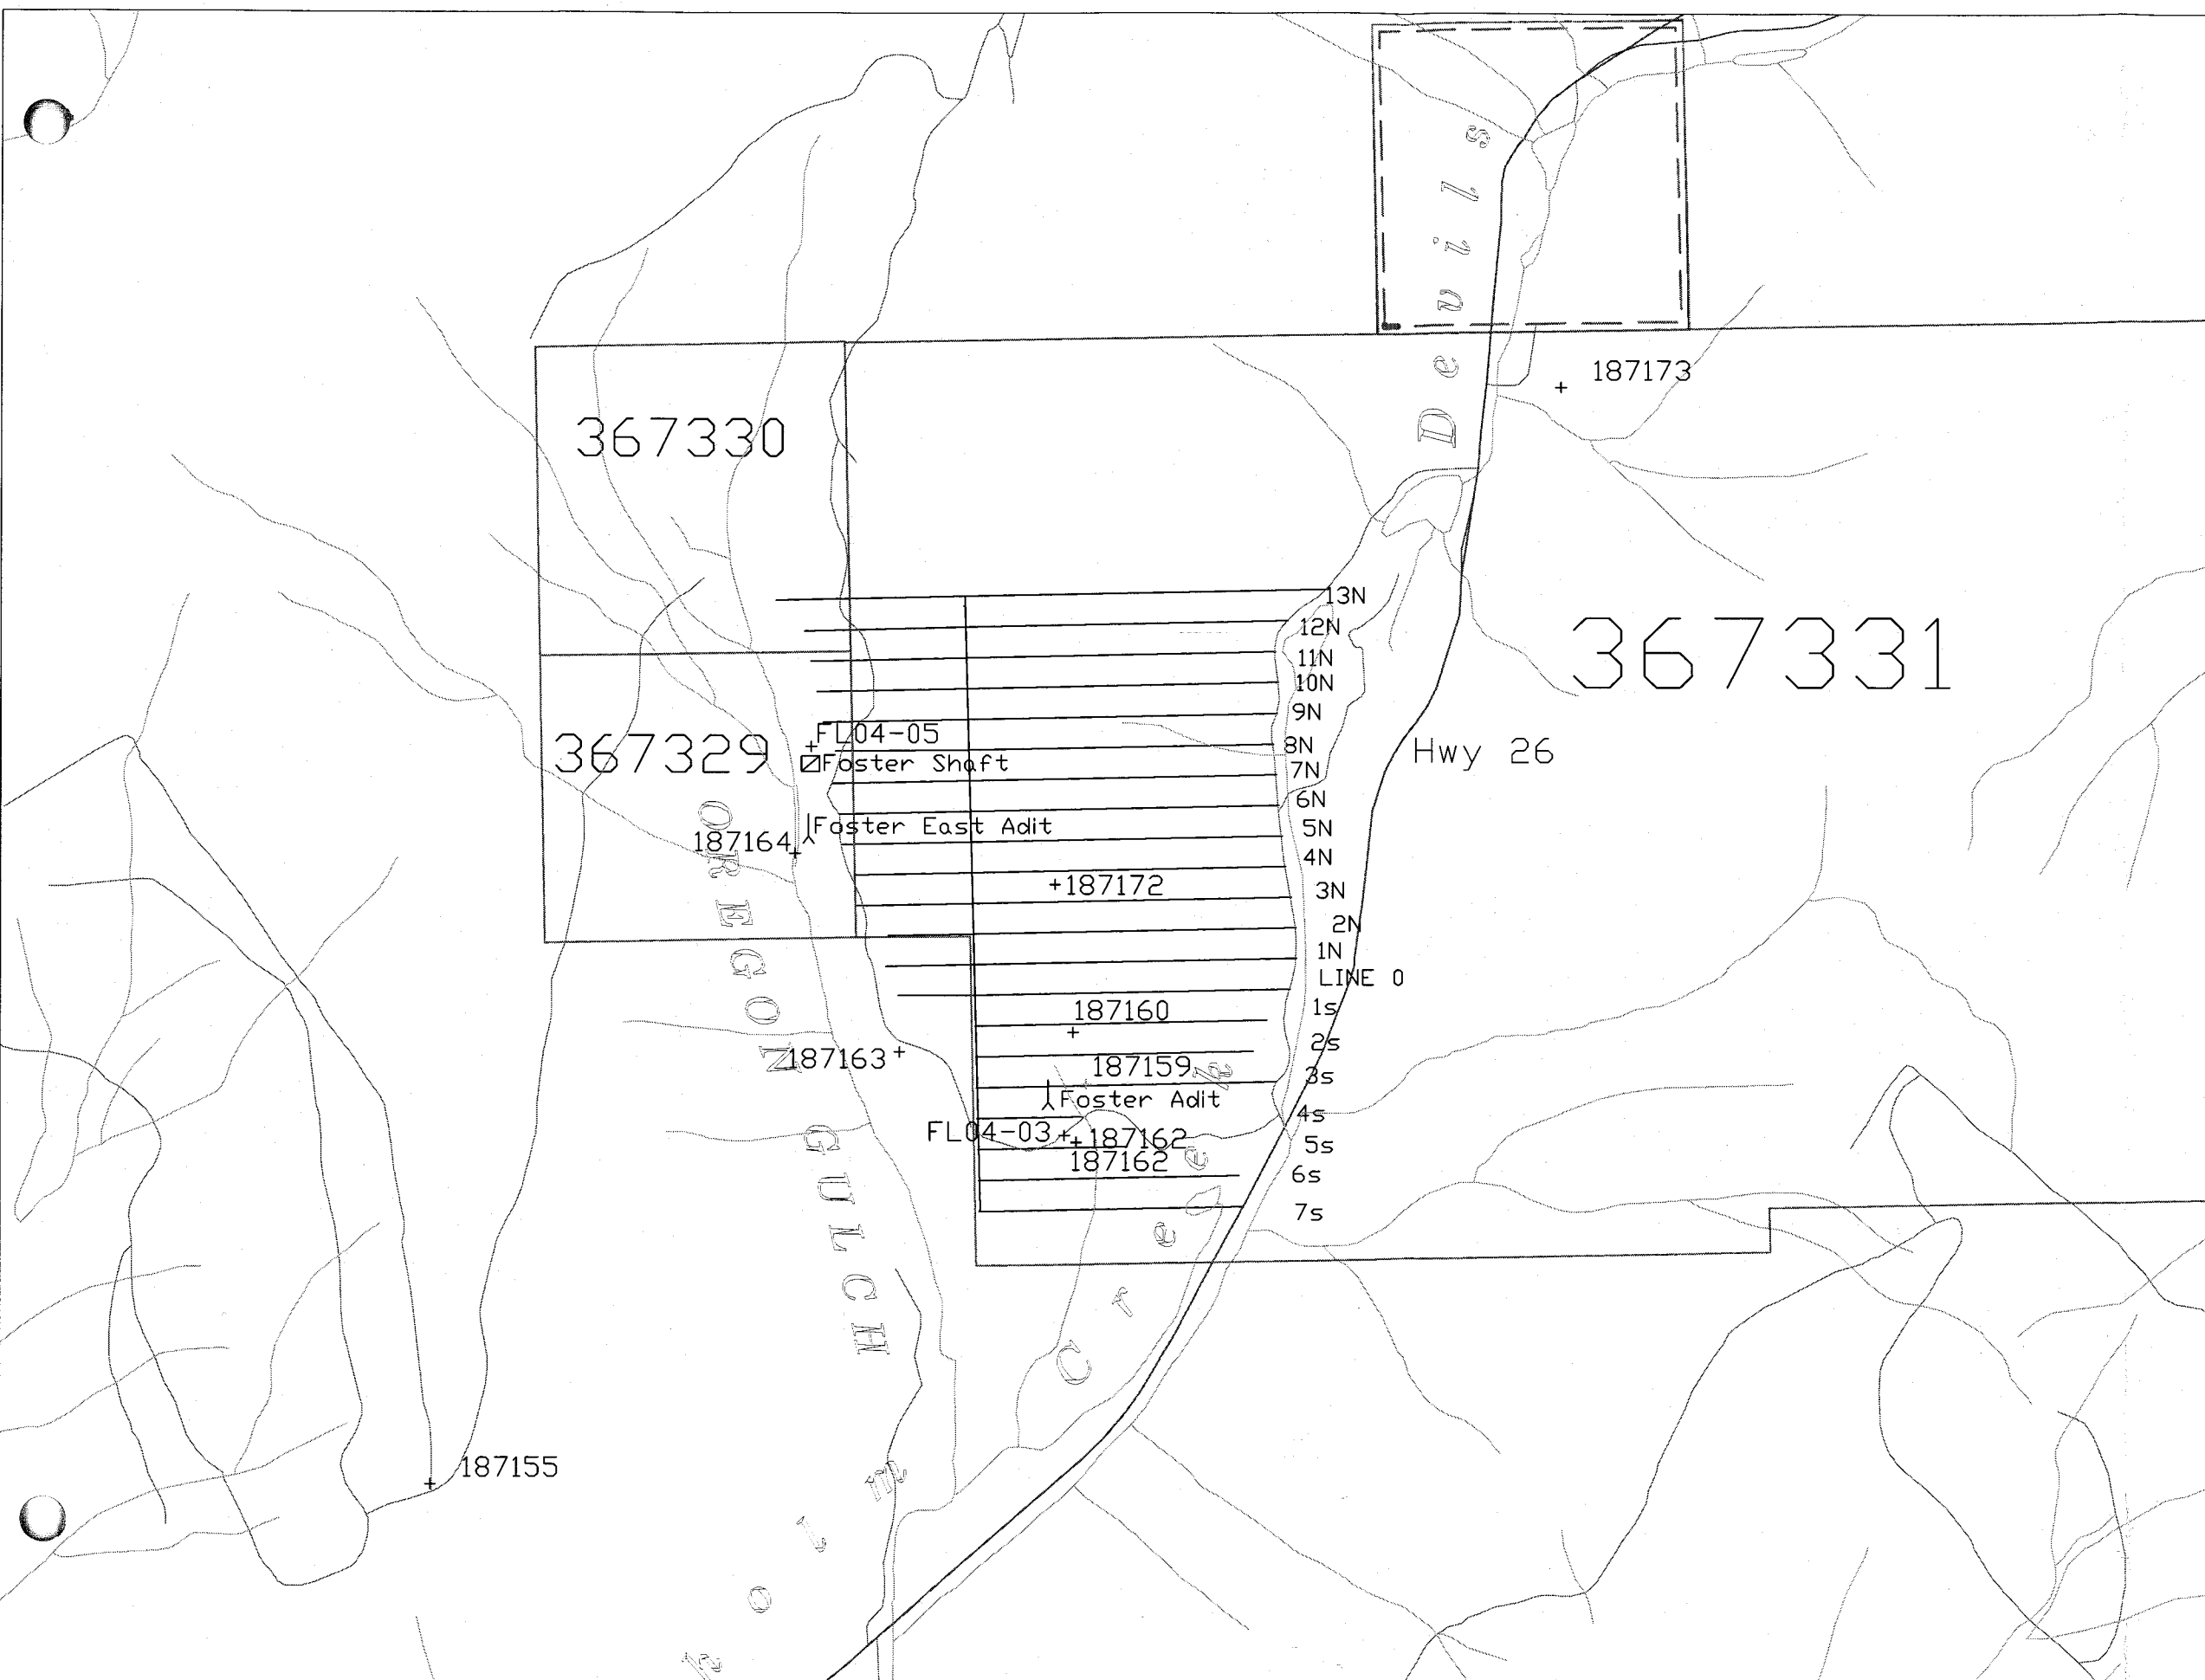 Devils
187173
367330
13N
12N
367331
11N
10N
9N
FL04-05
8N
Hwy 26
367329
Foster Shaft
7N
6N
Foster East Adit
5N
187164
4N
+187172
3N
2N
1N
LINE 0
OREGON GULCH
1s
187160
2s
187163
187159
3s
Foster Adit
4s
FL04-03
187162
5s
187162
6s
7s
Creek
187155